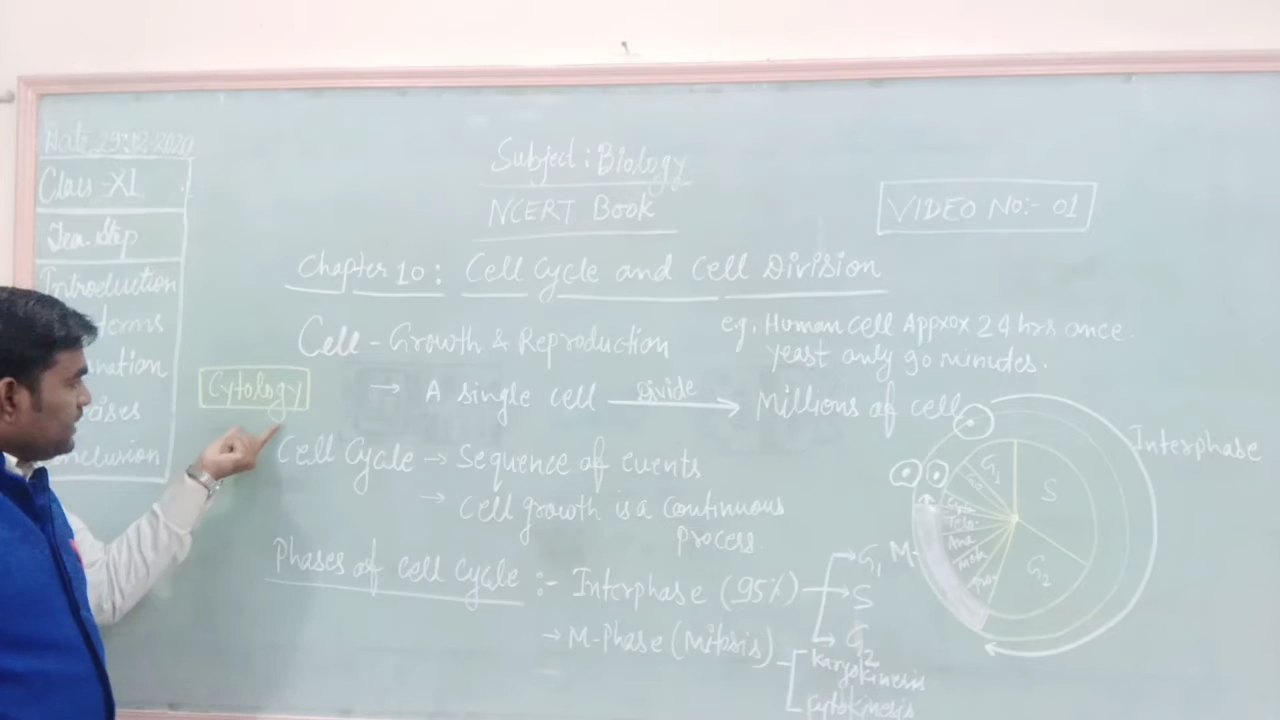 Date 29-12-2020
Class -XI
Tea. Step
Introduction
Subject: Biology
NCERT Book
VIDEO No:- 01
Chapter 10: Cell Cycle and Cell Division
Cell - Growth & Reproduction
e.g. Human cell Approx 24 hrs once.
yeast only 90 minutes.
Cytology
→ A single cell divide → Millions of cell
Cell Cycle → Sequence of events
→ Cell growth is a continuous
process.
Phases of Cell Cycle :- Interphase (95%)
G1
S
G2
→ M-Phase (Mitosis)
Karyokinesis
Cytokinesis
Interphase
G1
S
G2
M-
Telo-
Ana
Meta